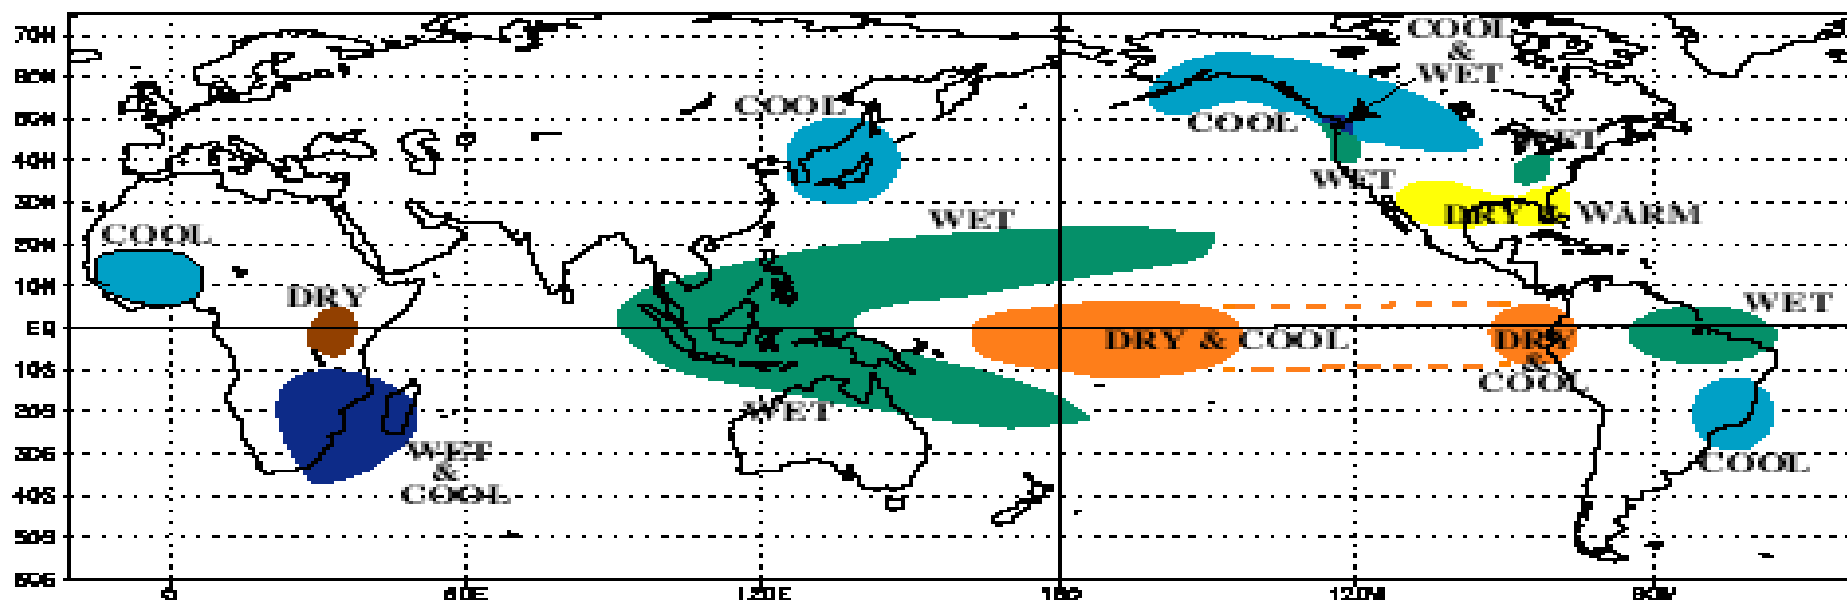 70N
60N
50N
40N
30N
20N
10N
EQ
10S
20S
30S
40S
50S
60S
0
60E
120E
180
120W
60W
COOL
&
WET
COOL
COOL
WET
WET
DRY & WARM
WET
COOL
DRY
WET
DRY & COOL
DRY
&
COOL
WET
WET
&
COOL
COOL